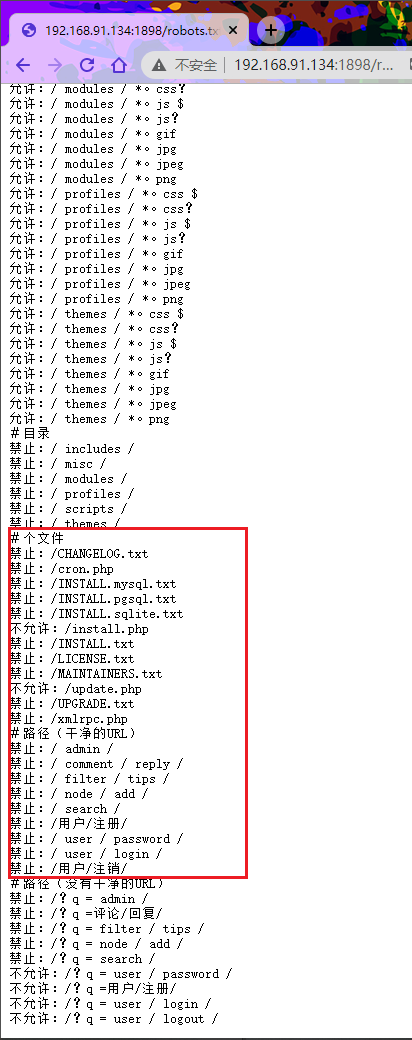 192.168.91.134:1898/robots.tx
不安全 | 192.168.91.134:1898/r...
允许：/ modules / *。css？
允许：/ modules / *。js $
允许：/ modules / *。js？
允许：/ modules / *。gif
允许：/ modules / *。jpg
允许：/ modules / *。jpeg
允许：/ modules / *。png
允许：/ profiles / *。css $
允许：/ profiles / *。css？
允许：/ profiles / *。js $
允许：/ profiles / *。js？
允许：/ profiles / *。gif
允许：/ profiles / *。jpg
允许：/ profiles / *。jpeg
允许：/ profiles / *。png
允许：/ themes / *。css $
允许：/ themes / *。css？
允许：/ themes / *。js $
允许：/ themes / *。js？
允许：/ themes / *。gif
允许：/ themes / *。jpg
允许：/ themes / *。jpeg
允许：/ themes / *。png
＃目录
禁止：/ includes /
禁止：/ misc /
禁止：/ modules /
禁止：/ profiles /
禁止：/ scripts /
禁止：/ themes /
＃个文件
禁止：/CHANGELOG.txt
禁止：/cron.php
禁止：/INSTALL.mysql.txt
禁止：/INSTALL.pgsql.txt
禁止：/INSTALL.sqlite.txt
不允许：/install.php
禁止：/INSTALL.txt
禁止：/LICENSE.txt
禁止：/MAINTAINERS.txt
不允许：/update.php
禁止：/UPGRADE.txt
禁止：/xmlrpc.php
＃路径（干净的URL）
禁止：/ admin /
禁止：/ comment / reply /
禁止：/ filter / tips /
禁止：/ node / add /
禁止：/ search /
禁止：/用户/注册/
禁止：/ user / password /
禁止：/ user / login /
禁止：/用户/注销/
＃路径（没有干净的URL）
禁止：/？q = admin /
禁止：/？q =评论/回复/
禁止：/？q = filter / tips /
禁止：/？q = node / add /
禁止：/？q = search /
不允许：/？q = user / password /
不允许：/？q =用户/注册/
不允许：/？q = user / login /
不允许：/？q = user / logout /